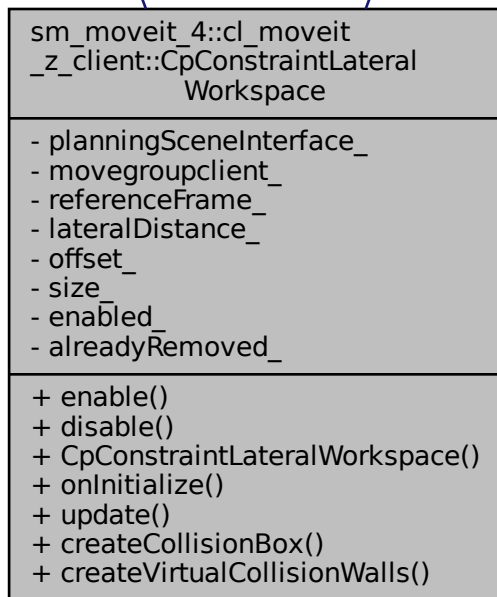 sm_moveit_4::cl_moveit
_z_client::CpConstraintLateral
Workspace
- planningSceneInterface_
- movegroupclient_
- referenceFrame_
- lateralDistance_
- offset_
- size_
- enabled_
- alreadyRemoved_
+ enable()
+ disable()
+ CpConstraintLateralWorkspace()
+ onInitialize()
+ update()
+ createCollisionBox()
+ createVirtualCollisionWalls()